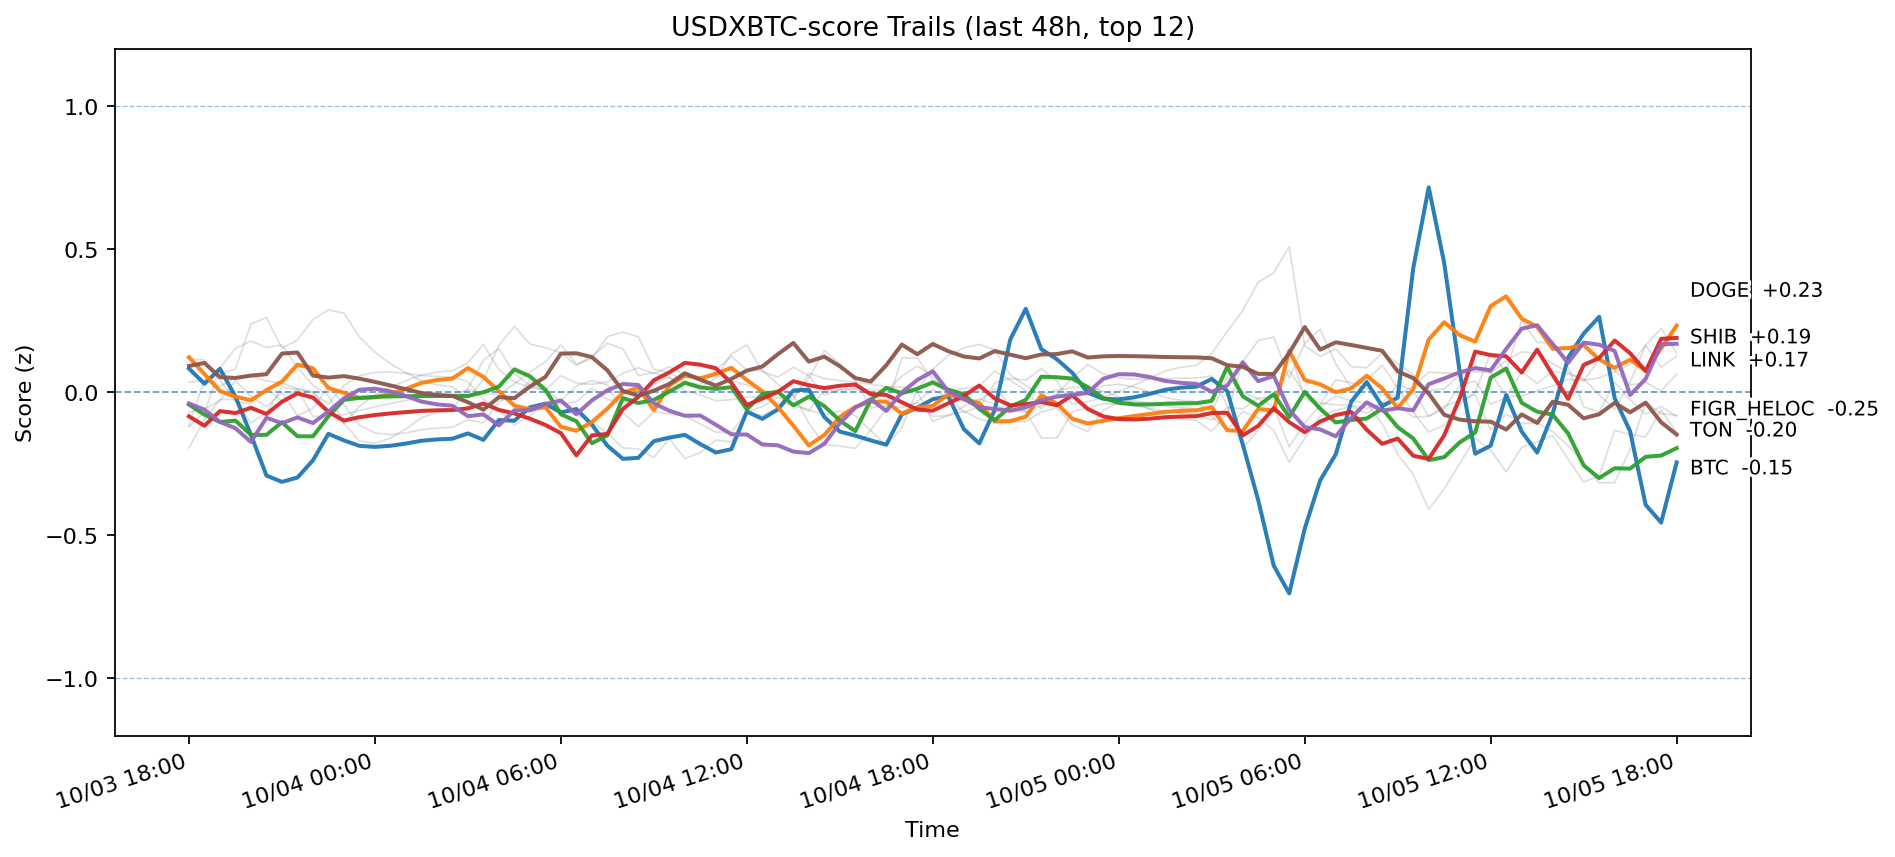 USDXBTC-score Trails (last 48h, top 12)
Score (z)
1.0
0.5
0.0
−0.5
−1.0
DOGE +0.23
SHIB +0.19
LINK +0.17
FIGR_HELOC -0.25
TON -0.20
BTC -0.15
10/03 18:00
10/04 00:00
10/04 06:00
10/04 12:00
10/04 18:00
10/05 00:00
10/05 06:00
10/05 12:00
10/05 18:00
Time